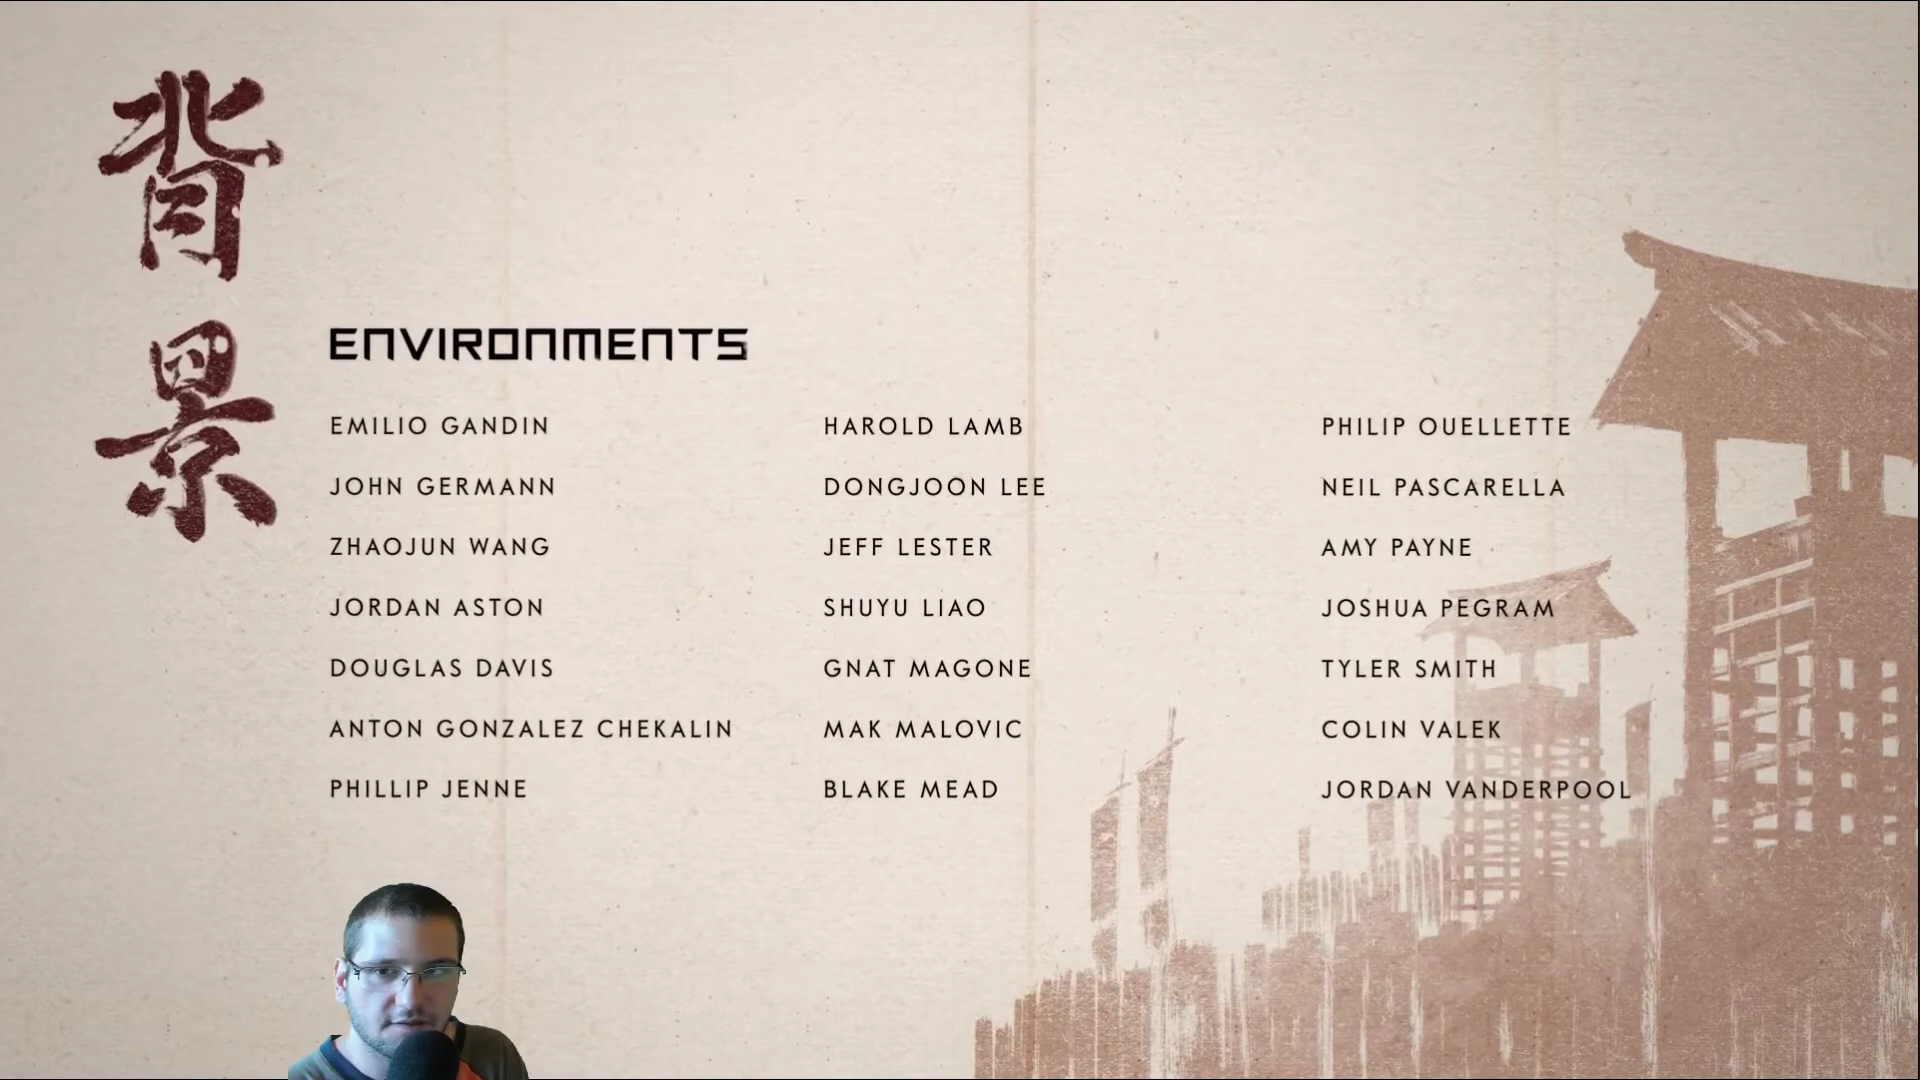 背景
ENVIRONMENTS
EMILIO GANDIN
JOHN GERMANN
ZHAOJUN WANG
JORDAN ASTON
DOUGLAS DAVIS
ANTON GONZALEZ CHEKALIN
PHILLIP JENNE
HAROLD LAMB
DONGJOON LEE
JEFF LESTER
SHUYU LIAO
GNAT MAGONE
MAK MALOVIC
BLAKE MEAD
PHILIP OUELLETTE
NEIL PASCARELLA
AMY PAYNE
JOSHUA PEGRAM
TYLER SMITH
COLIN VALEK
JORDAN VANDERPOOL